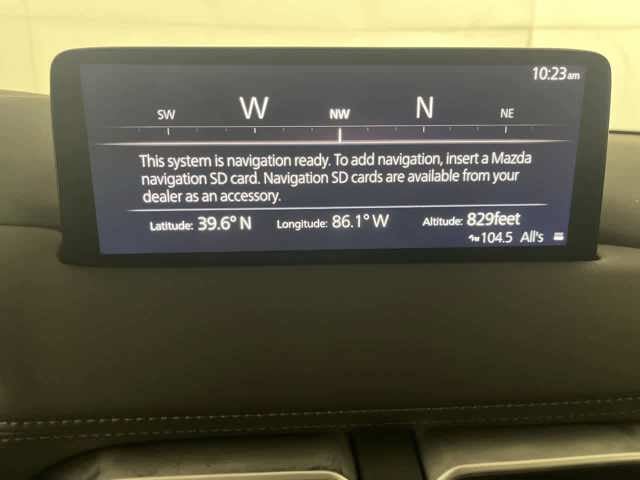 10:23am
SW W NW N NE
This system is navigation ready. To add navigation, insert a Mazda
navigation SD card. Navigation SD cards are available from your
dealer as an accessory.
Latitude: 39.6° N Longitude: 86.1° W Altitude: 829feet
FM 104.5 All's